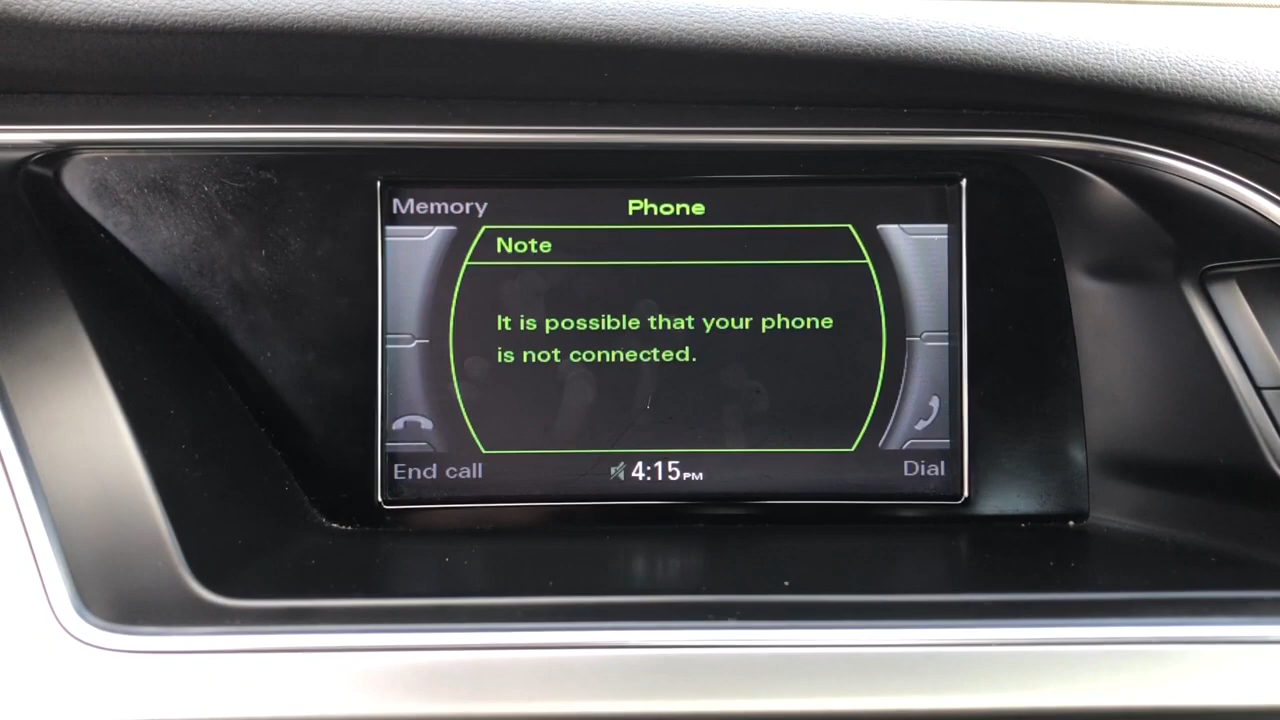 Memory
Phone
Note
It is possible that your phone
is not connected.
End call
4:15PM
Dial